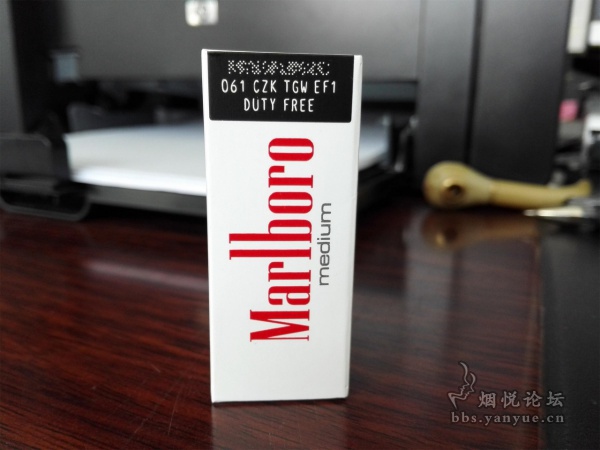 061 CZK TGW EF1
DUTY FREE
Marlboro
medium
烟悦论坛
bbs.yanyue.cn